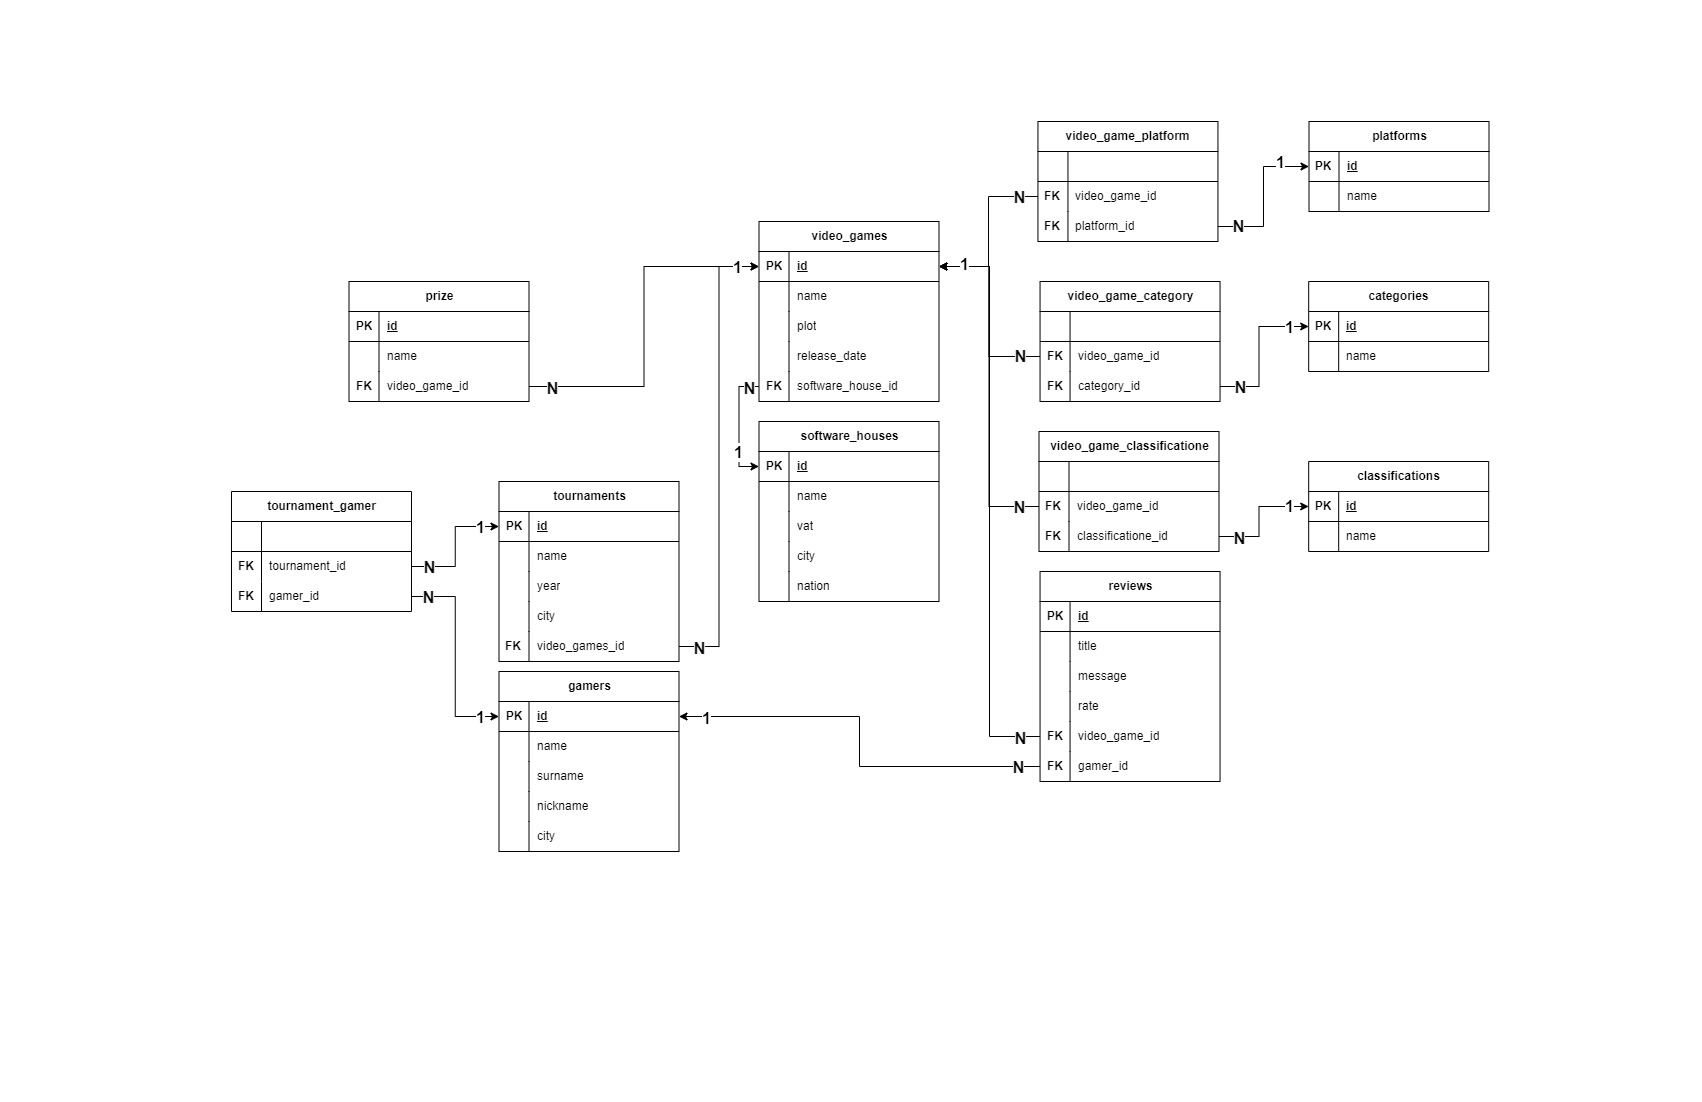 video_game_platform
FK video_game_id
FK platform_id
platforms
PK id
name
video_games
PK id
name
plot
release_date
FK software_house_id
prize
PK id
name
FK video_game_id
video_game_category
FK video_game_id
FK category_id
categories
PK id
name
software_houses
PK id
name
vat
city
nation
video_game_classificatione
FK video_game_id
FK classificatione_id
classifications
PK id
name
tournament_gamer
FK tournament_id
FK gamer_id
tournaments
PK id
name
year
city
FK video_games_id
reviews
PK id
title
message
rate
FK video_game_id
FK gamer_id
gamers
PK id
name
surname
nickname
city
N
N
1
1
1
N
N
1
N
N
1
N
1
N
1
N
N
1
N
1
N
1
N
N